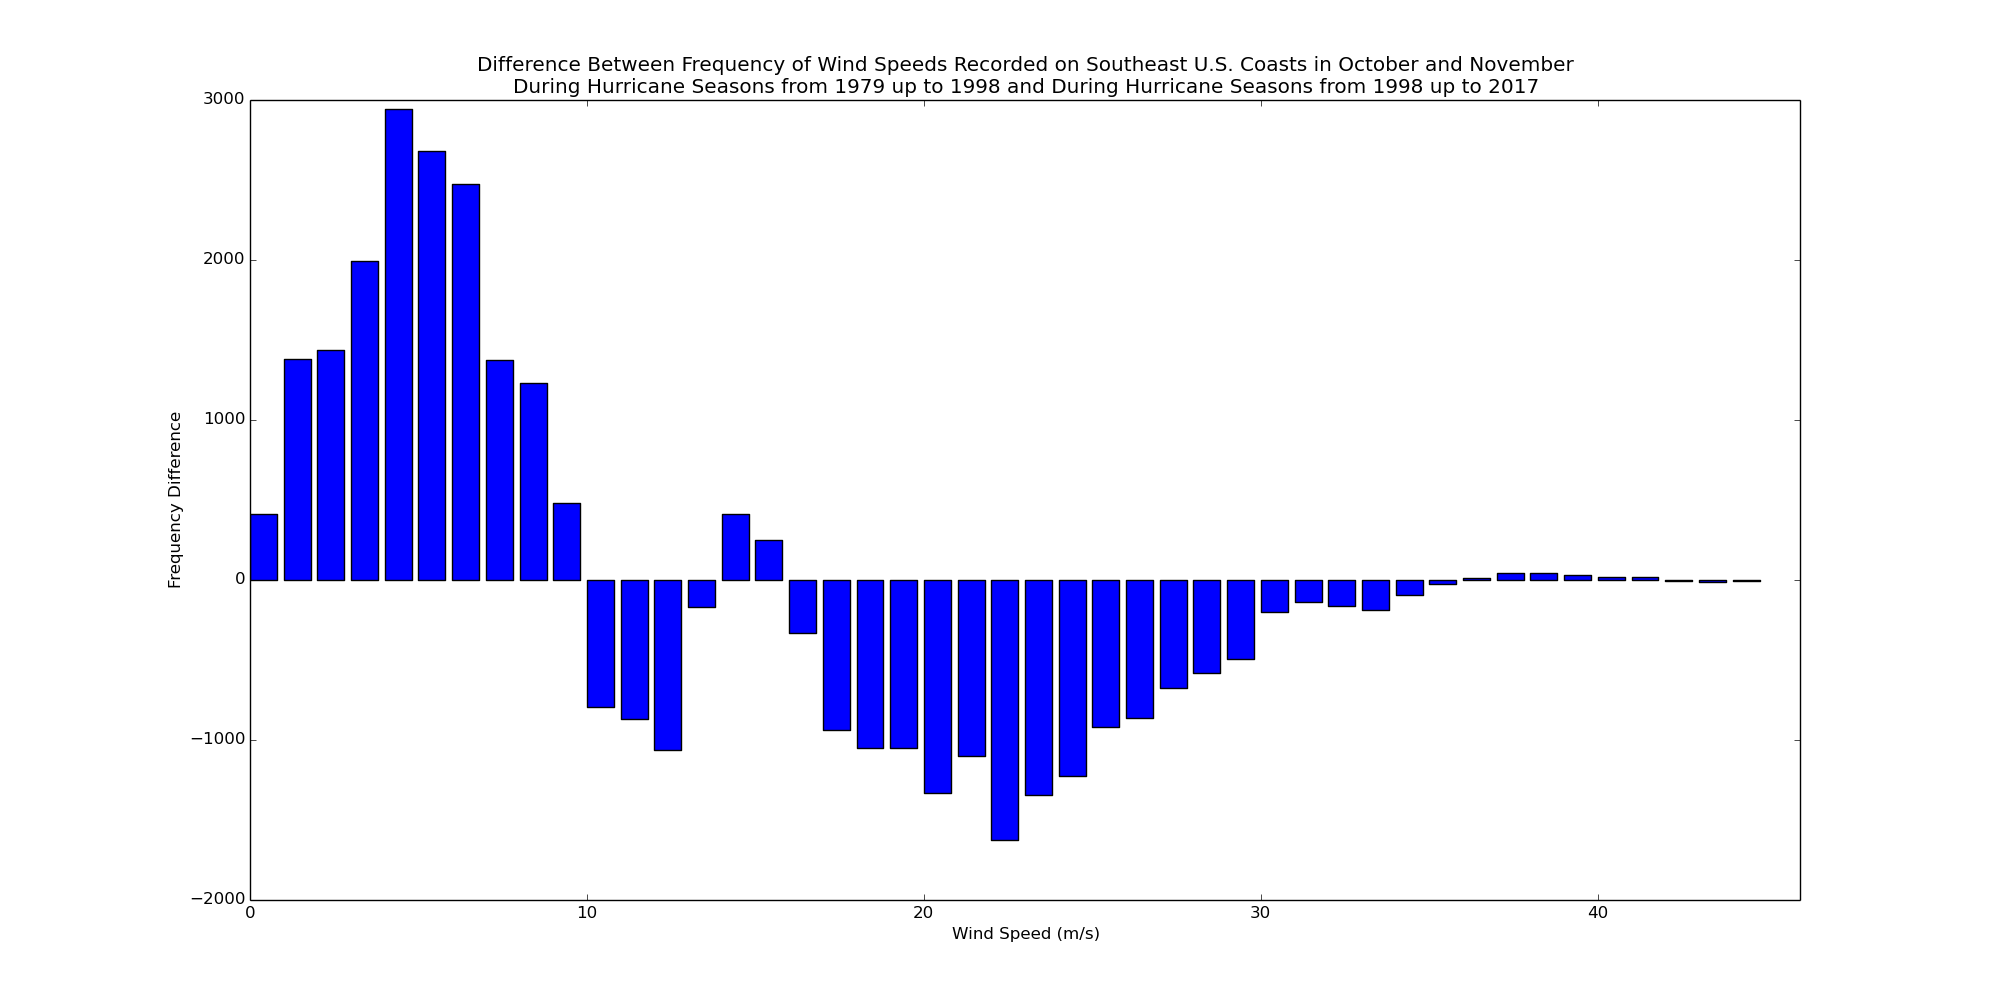 Difference Between Frequency of Wind Speeds Recorded on Southeast U.S. Coasts in October and November
During Hurricane Seasons from 1979 up to 1998 and During Hurricane Seasons from 1998 up to 2017
3000
2000
1000
0
−1000
−2000
Frequency Difference
0 10 20 30 40
Wind Speed (m/s)